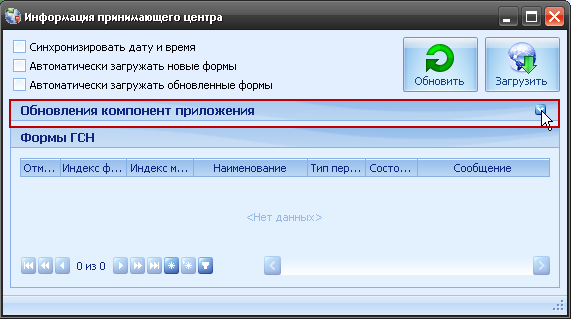 Информация принимающего центра
Синхронизировать дату и время
Автоматически загружать новые формы
Автоматически загружать обновленные формы
Обновить
Загрузить
Обновления компонент приложения
Формы ГСН
Отм... Индекс ф... Индекс м... Наименование Тип пер... Состо... Сообщение
<Нет данных>
0 из 0